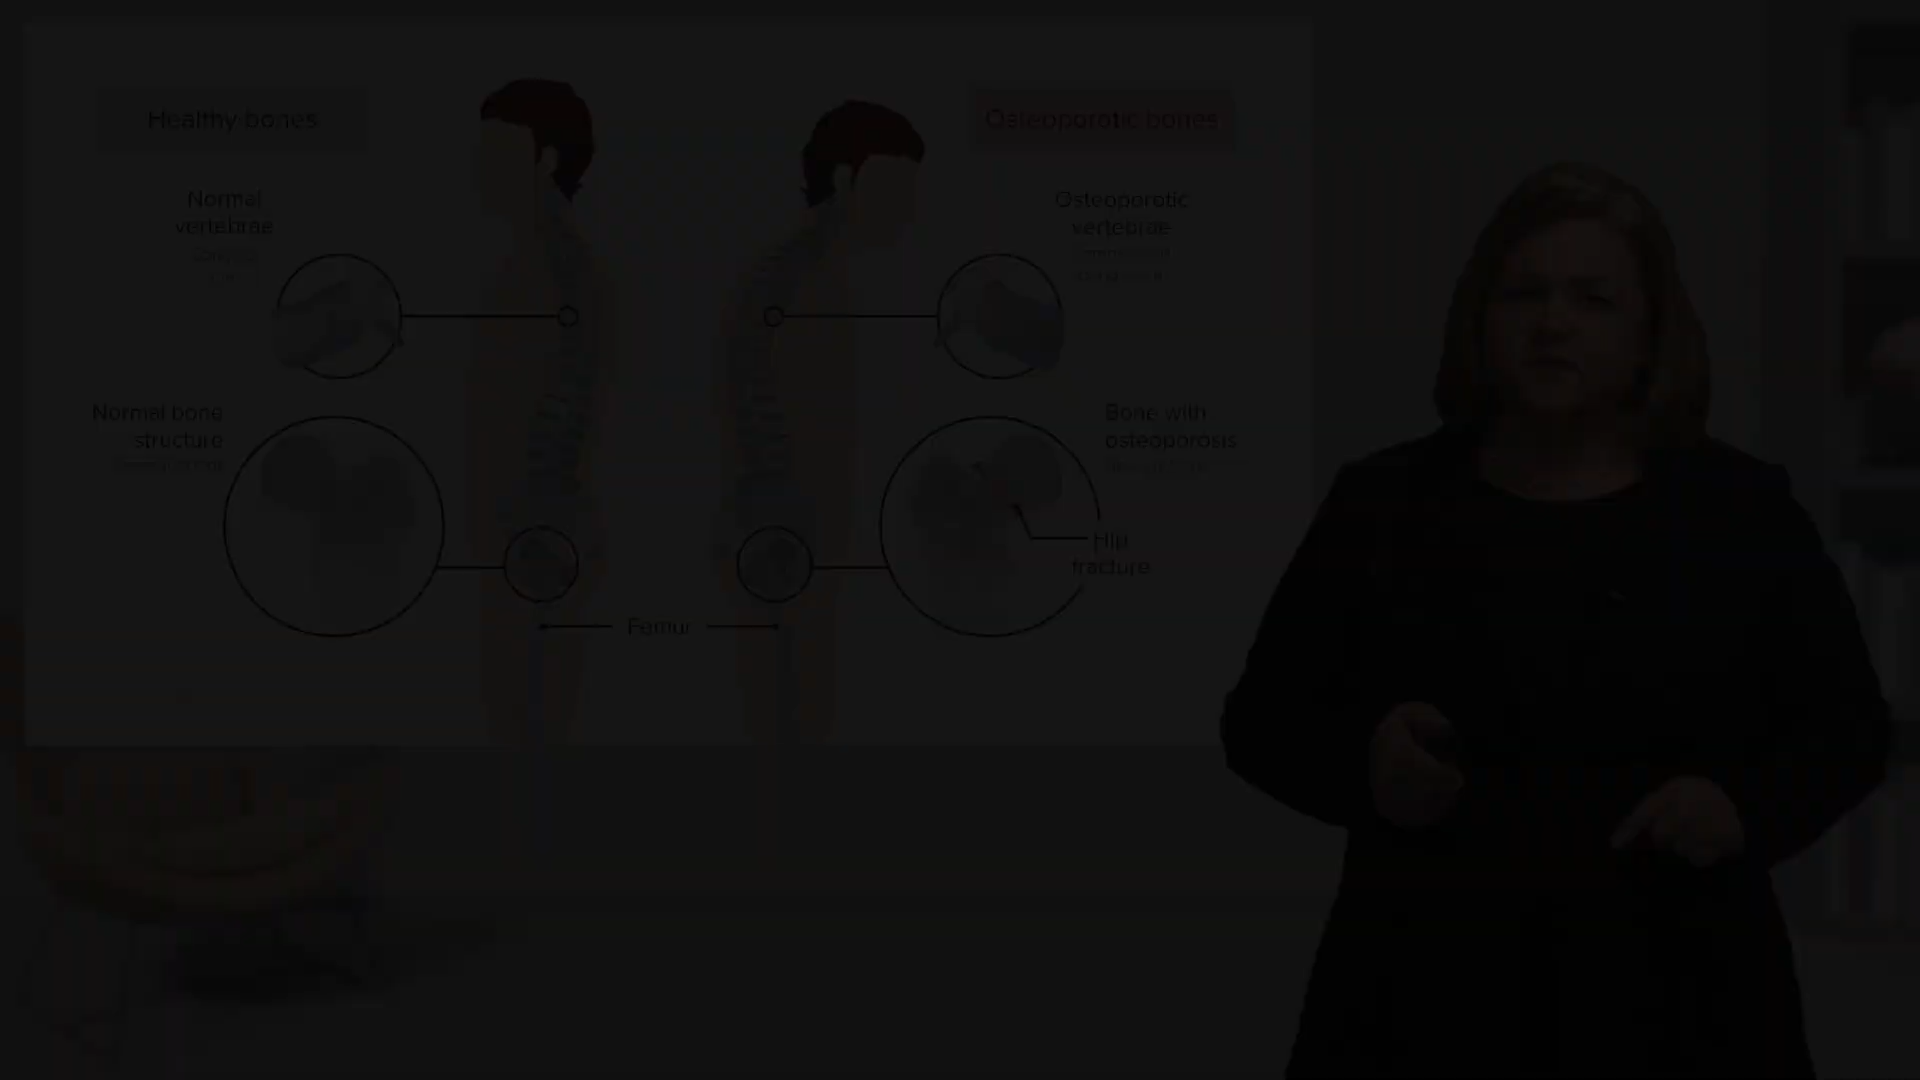 Healthy bones
Osteoporotic bones
Normal
vertebrae
Osteoporotic
vertebrae
Normal bone
structure
Bone with
osteoporosis
Hip
fracture
Femur